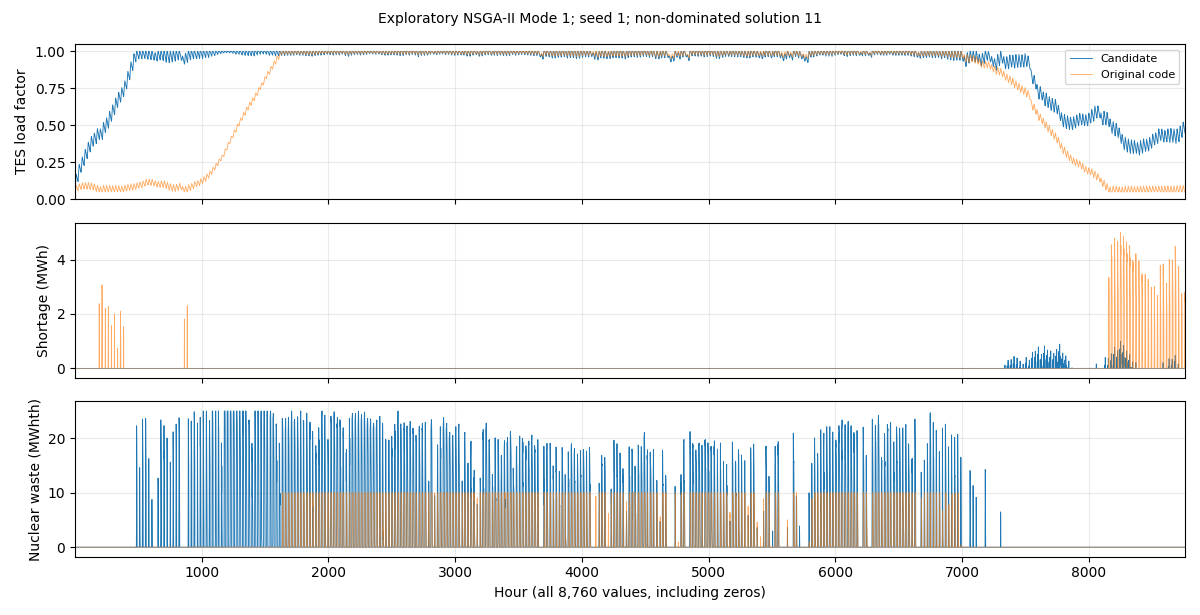 Exploratory NSGA-II Mode 1; seed 1; non-dominated solution 11
TES load factor
1.00
0.75
0.50
0.25
0.00
Candidate
Original code
Shortage (MWh)
4
2
0
Nuclear waste (MWhth)
20
10
0
1000 2000 3000 4000 5000 6000 7000 8000
Hour (all 8,760 values, including zeros)